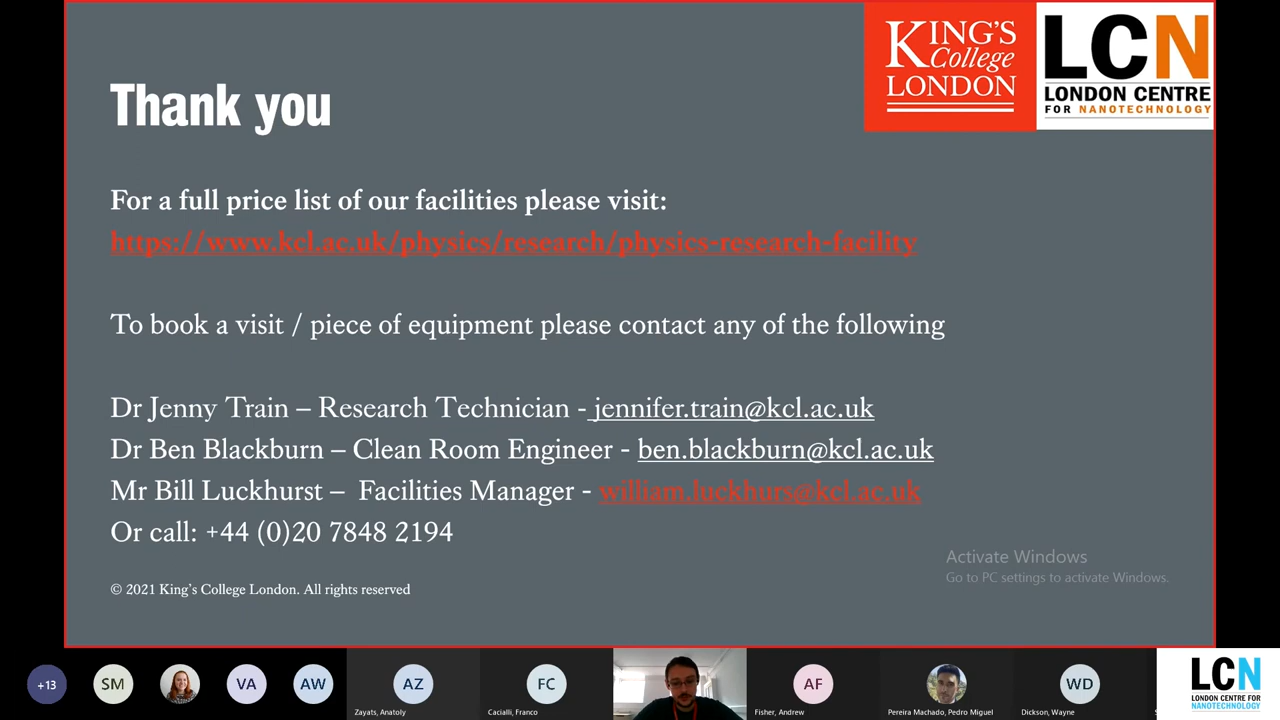 KING'S
College
LONDON
LCN
LONDON CENTRE
FOR NANOTECHNOLOGY
Thank you
For a full price list of our facilities please visit:
https://www.kcl.ac.uk/physics/research/physics-research-facility
To book a visit / piece of equipment please contact any of the following
Dr Jenny Train – Research Technician - jennifer.train@kcl.ac.uk
Dr Ben Blackburn – Clean Room Engineer - ben.blackburn@kcl.ac.uk
Mr Bill Luckhurst – Facilities Manager - william.luckhurs@kcl.ac.uk
Or call: +44 (0)20 7848 2194
Activate Windows
Go to PC settings to activate Windows.
© 2021 King's College London. All rights reserved
+13
SM
VA
AW
AZ
FC
AF
WD
Zayats, Anatoly
Cacialli, Franco
Fisher, Andrew
Pereira Machado, Pedro Miguel
Dickson, Wayne
LCN
LONDON CENTRE FOR
NANOTECHNOLOGY